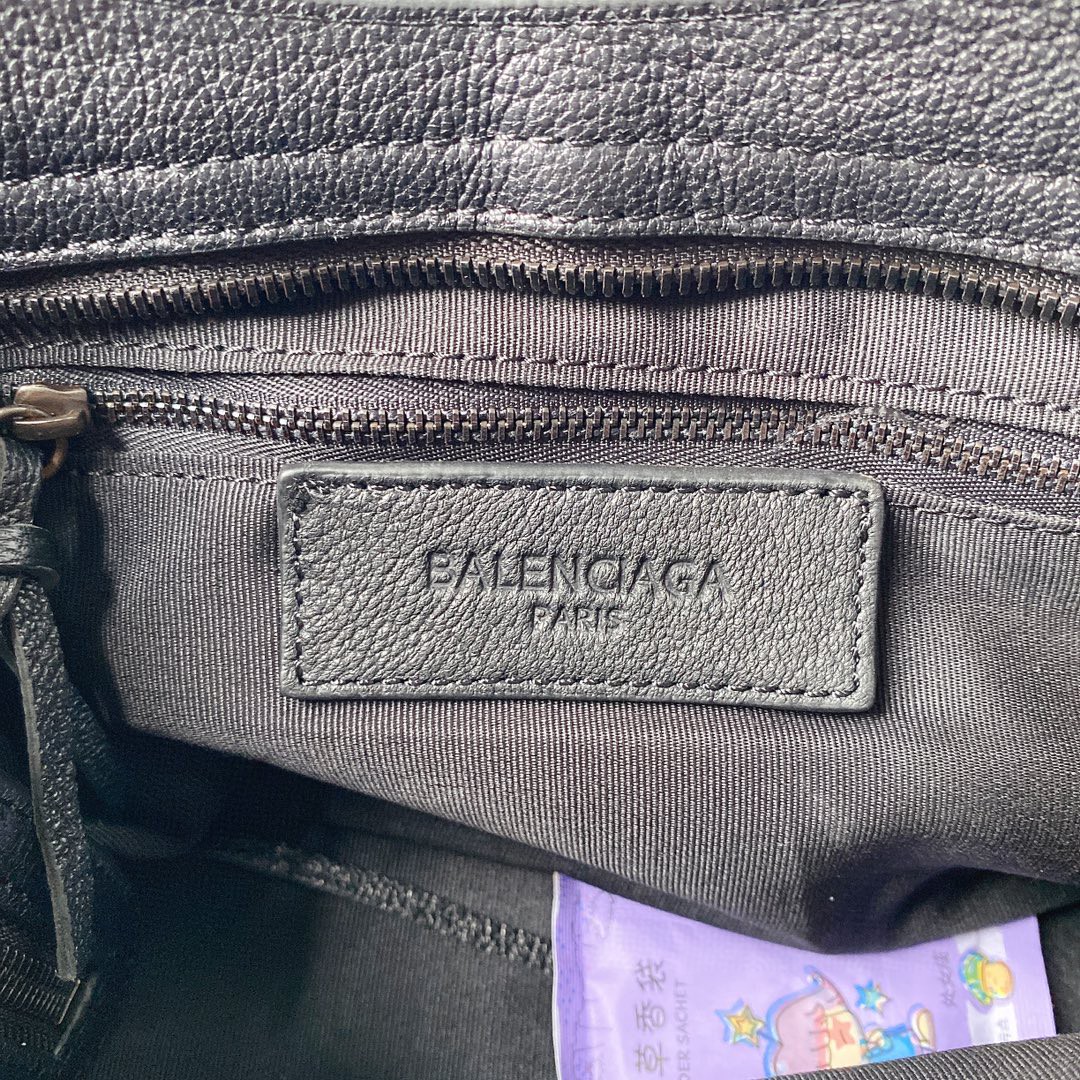 BALENCIAGA
PARIS
草香袋
DER SACHET